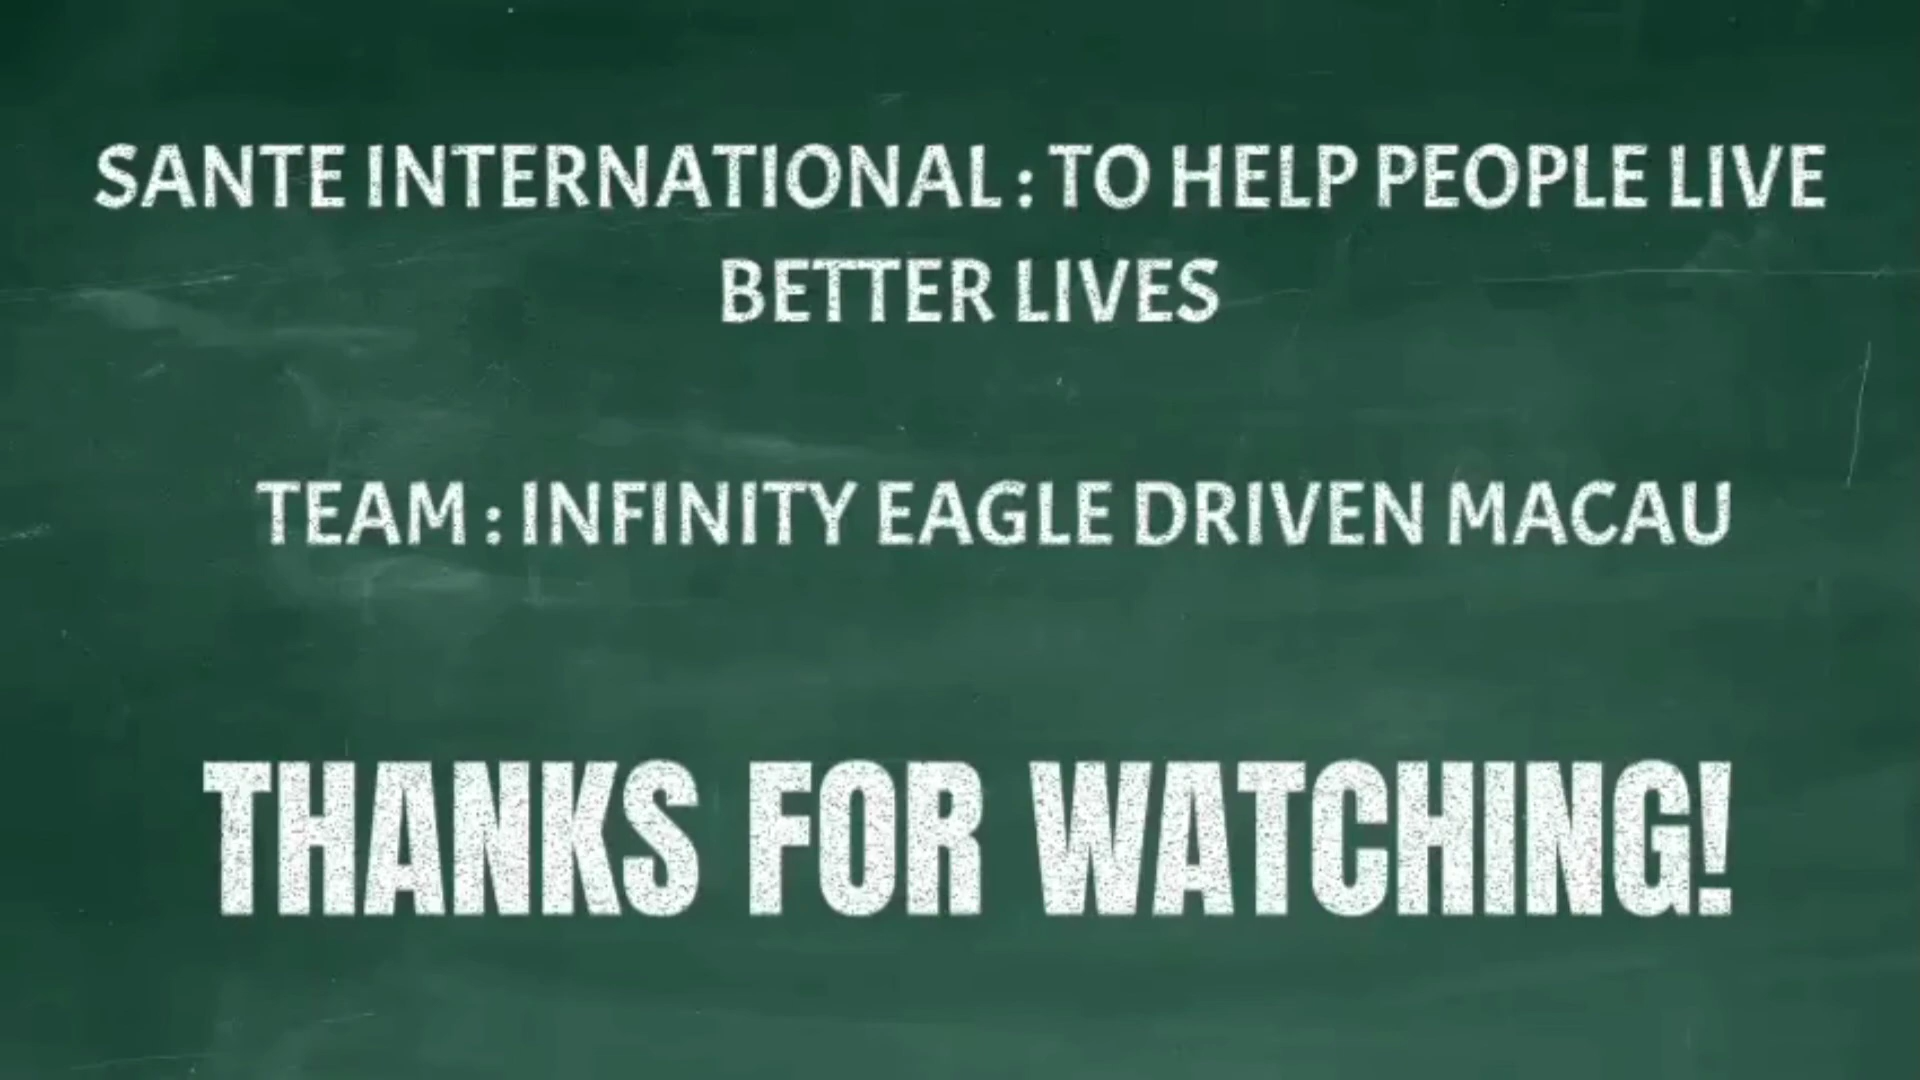 SANTE INTERNATIONAL : TO HELP PEOPLE LIVE
BETTER LIVES
TEAM : INFINITY EAGLE DRIVEN MACAU
THANKS FOR WATCHING!